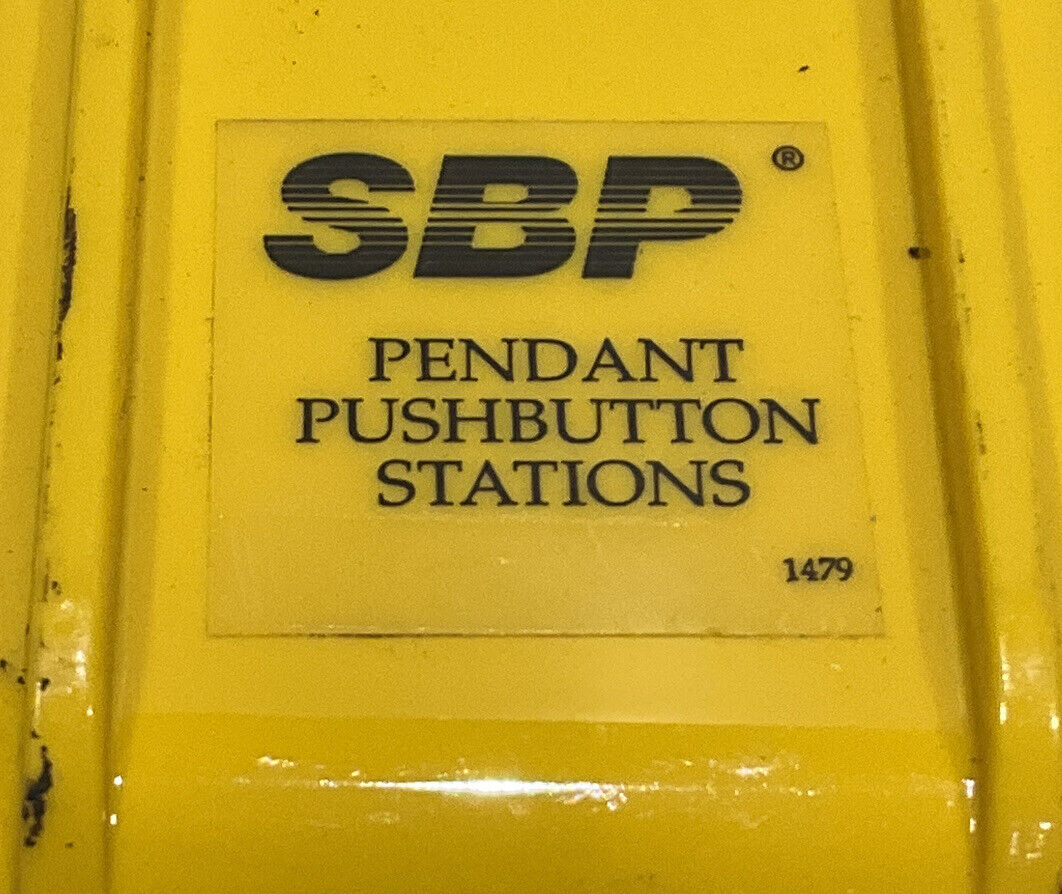 SBP ®
PENDANT
PUSHBUTTON
STATIONS
1479